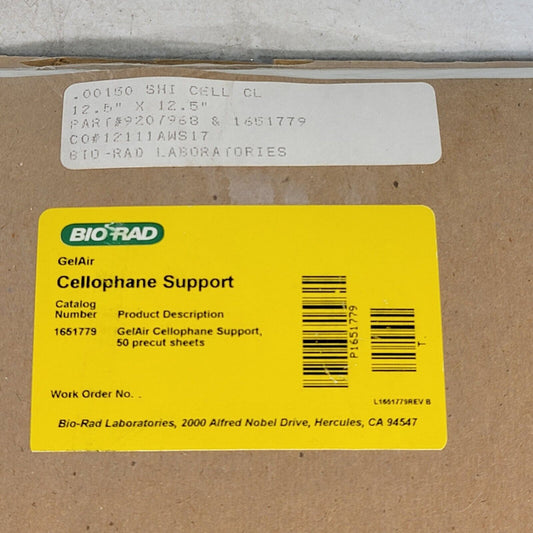 .00150 SHI CELL CL
12.5" X 12.5"
PART#9207968 & 1651779
CO#12111AWS17
BIO-RAD LABORATORIES
BIO-RAD
GelAir
Cellophane Support
Catalog
Number Product Description
1651779 GelAir Cellophane Support,
50 precut sheets
P1651779
T
Work Order No. .
L1651779REV B
Bio-Rad Laboratories, 2000 Alfred Nobel Drive, Hercules, CA 94547